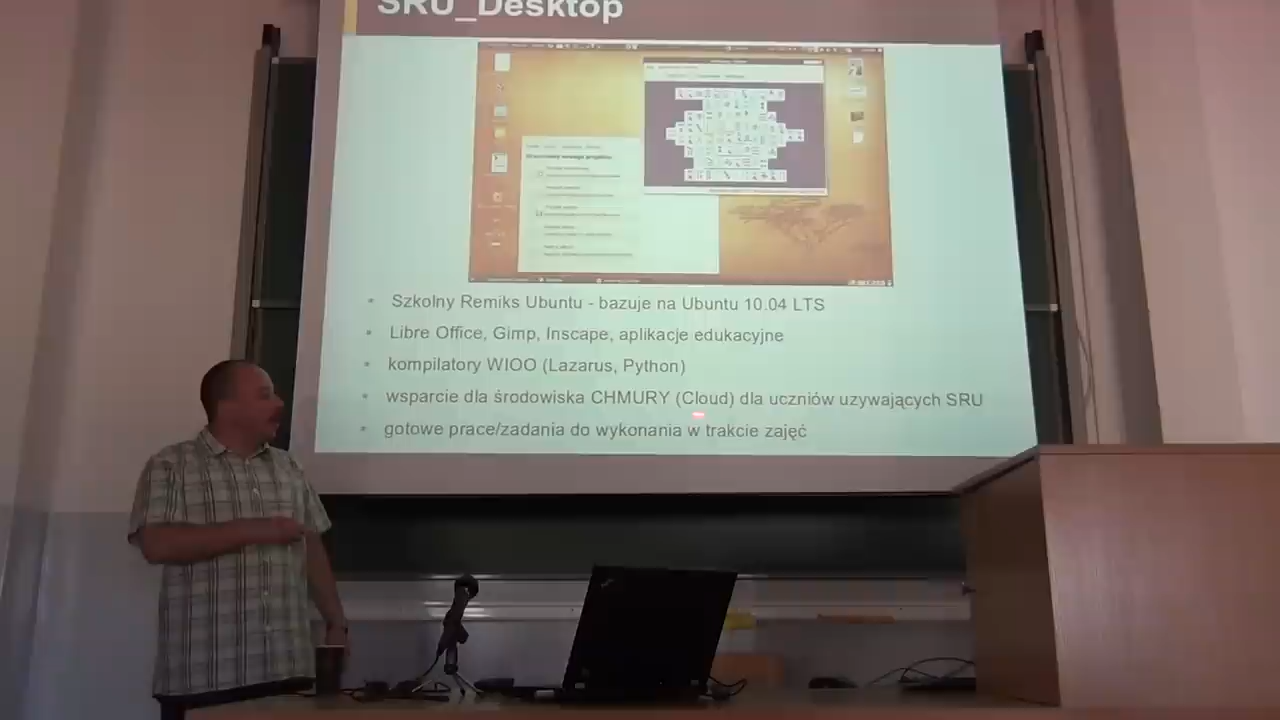 SRU_Desktop
Szkolny Remiks Ubuntu - bazuje na Ubuntu 10.04 LTS
Libre Office, Gimp, Inscape, aplikacje edukacyjne
kompilatory WIOO (Lazarus, Python)
wsparcie dla środowiska CHMURY (Cloud) dla uczniów uzywających SRU
gotowe prace/zadania do wykonania w trakcie zajęć